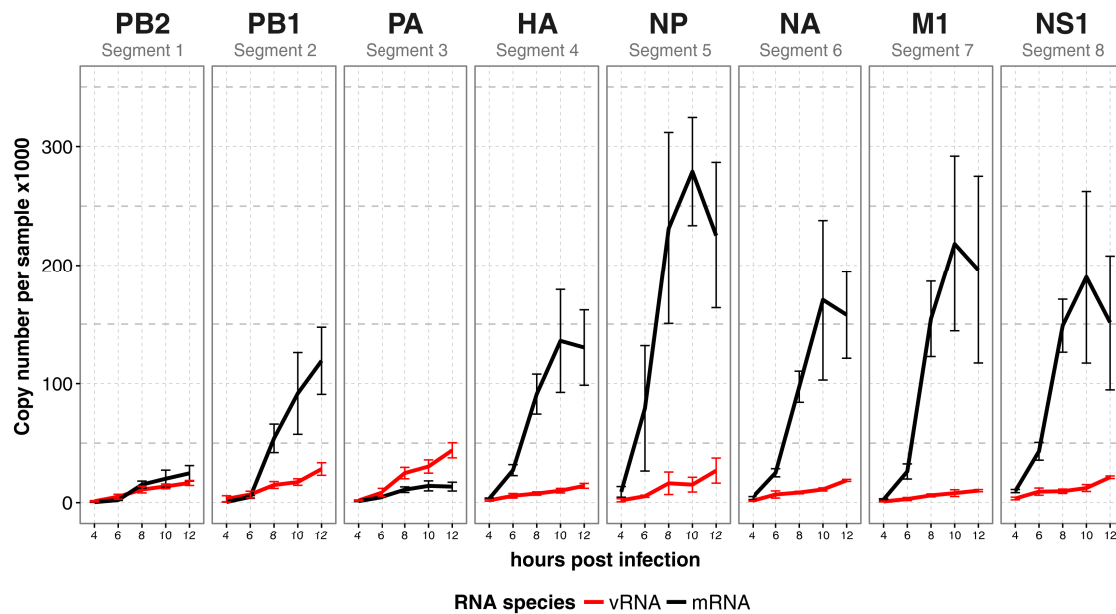 PB2 PB1 PA HA NP NA M1 NS1
Segment 1 Segment 2 Segment 3 Segment 4 Segment 5 Segment 6 Segment 7 Segment 8
Copy number per sample x1000
300
200
100
0
4 6 8 10 12 4 6 8 10 12 4 6 8 10 12 4 6 8 10 12 4 6 8 10 12 4 6 8 10 12 4 6 8 10 12 4 6 8 10 12
hours post infection
RNA species vRNA mRNA